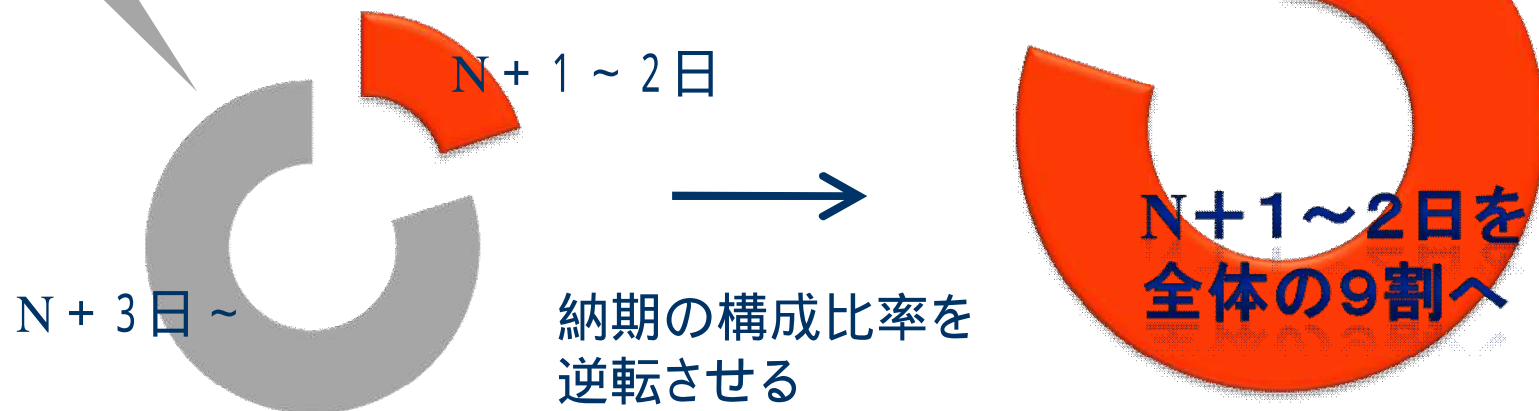 N + 1 ~ 2日
N + 3日 ~
納期の構成比率を
逆転させる
N+1~2日を
全体の9割へ